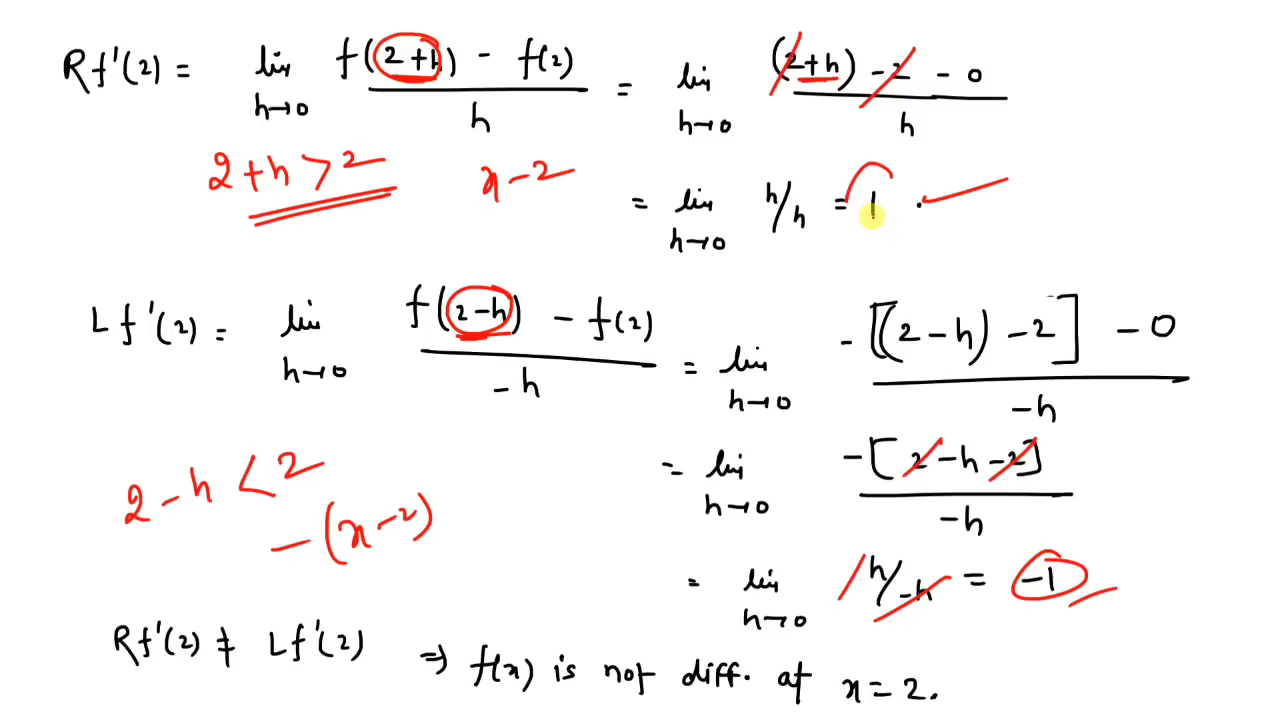 Rf'(2) = lim h→0 f(2+h) - f(2) / h = lim h→0 (2+h) - 2 - 0 / h
2+h > 2 x-2
= lim h→0 h/h = 1.
Lf'(2) = lim h→0 f(2-h) - f(2) / -h = lim h→0 -[(2-h) -2] - 0 / -h
2-h < 2
-(x-2)
= lim h→0 -[2-h-2] / -h
= lim h→0 h/-h = -1
Rf'(2) ≠ Lf'(2) ⇒ f(x) is not diff. at x = 2.